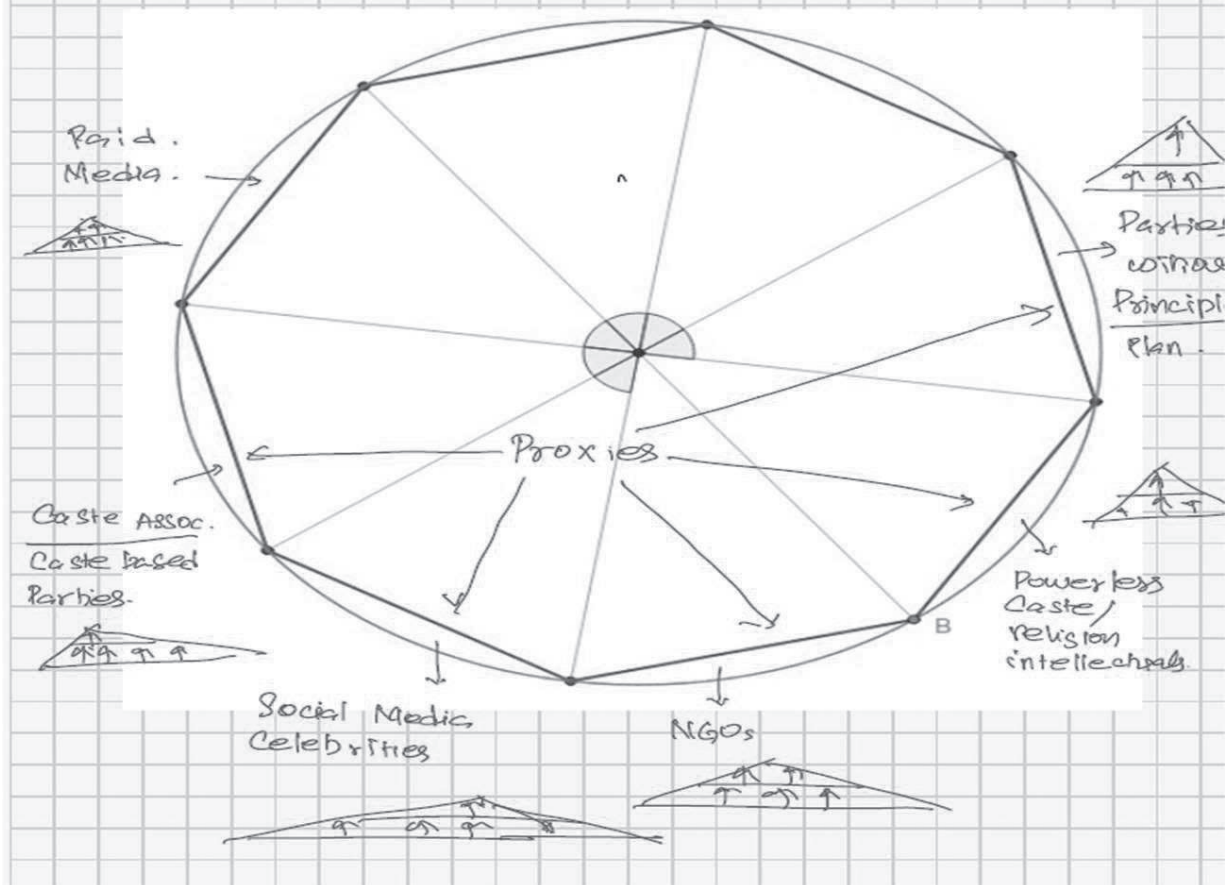 Paid.
Media.
Parties
Principl
Plan.
Proxies
Caste Assoc.
Caste based
Parties.
B
Powerless
Caste/
religion
intellectuals.
Social Media
Celebrities
NGOs